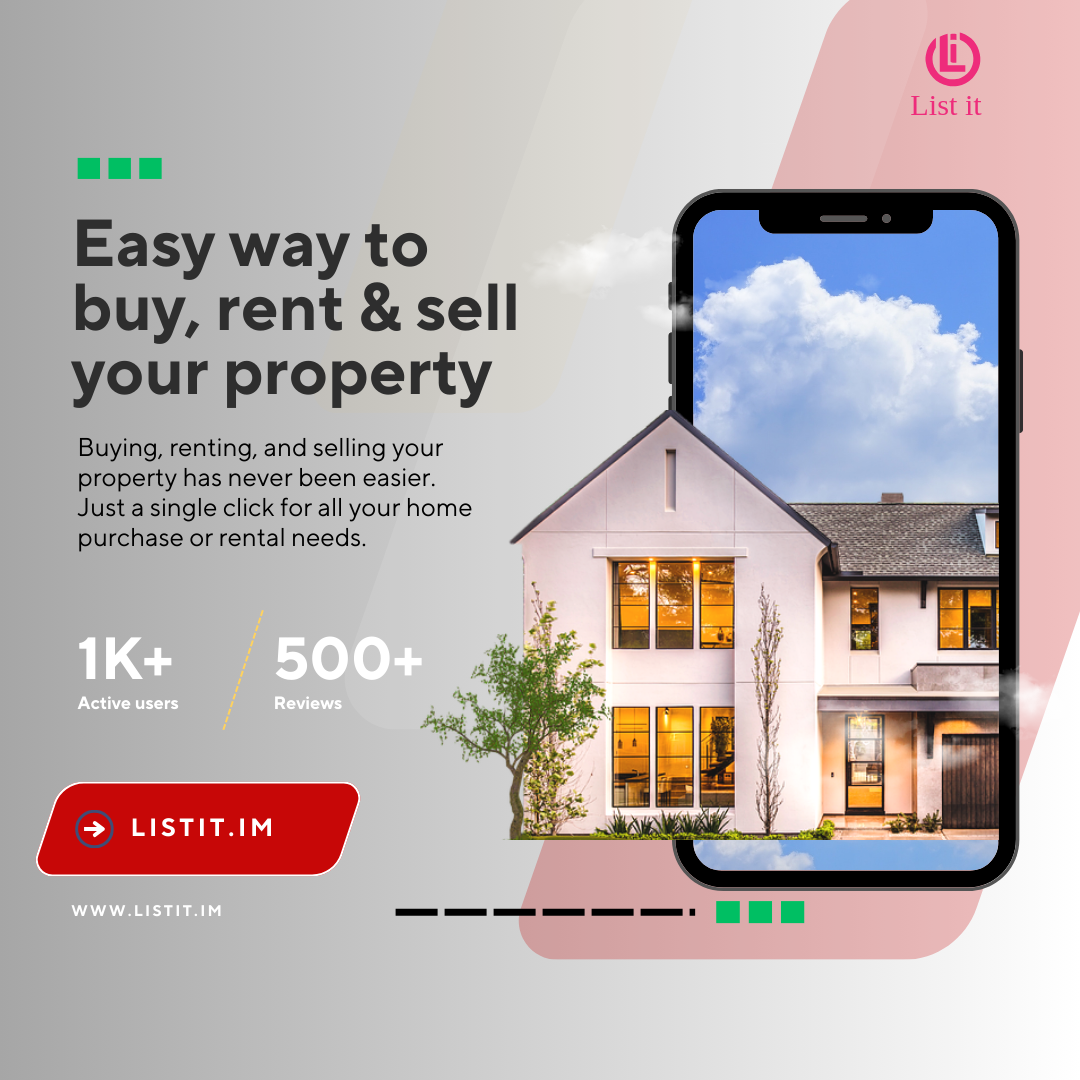 List it
Easy way to
buy, rent & sell
your property
Buying, renting, and selling your
property has never been easier.
Just a single click for all your home
purchase or rental needs.
1K+
Active users
500+
Reviews
LISTIT.IM
WWW.LISTIT.IM